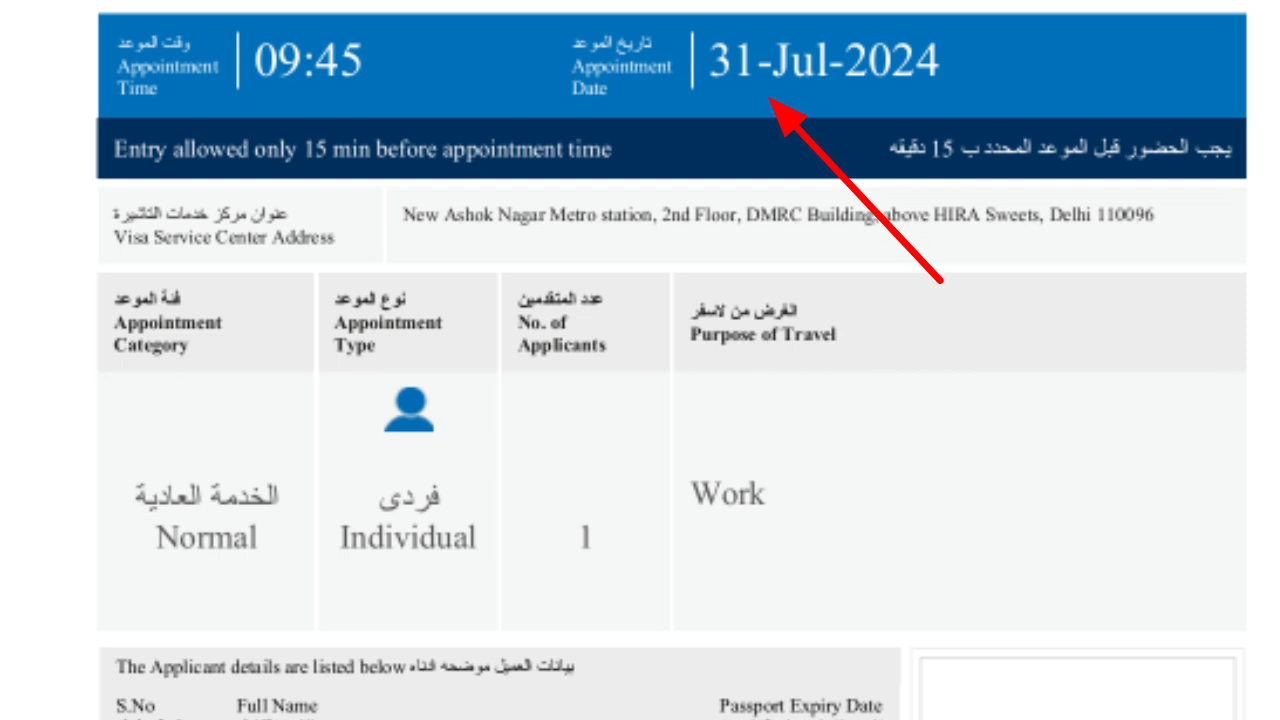 وقت الموعد
Appointment
Time
09:45
تاريخ الموعد
Appointment
Date
31-Jul-2024
Entry allowed only 15 min before appointment time
يجب الحضور قبل الموعد المحدد ب 15 دقيقه
عنوان مركز خدمات التاشيرة
Visa Service Center Address
New Ashok Nagar Metro station, 2nd Floor, DMRC Building, above HIRA Sweets, Delhi 110096
فئة الموعد
Appointment
Category
نوع الموعد
Appointment
Type
عدد المتقدمين
No. of
Applicants
الغرض من لاسفر
Purpose of Travel
الخدمة العادية
Normal
فردى
Individual
1
Work
The Applicant details are listed below بيانات العميل موضحه ادناه
S.No Full Name Passport Expiry Date